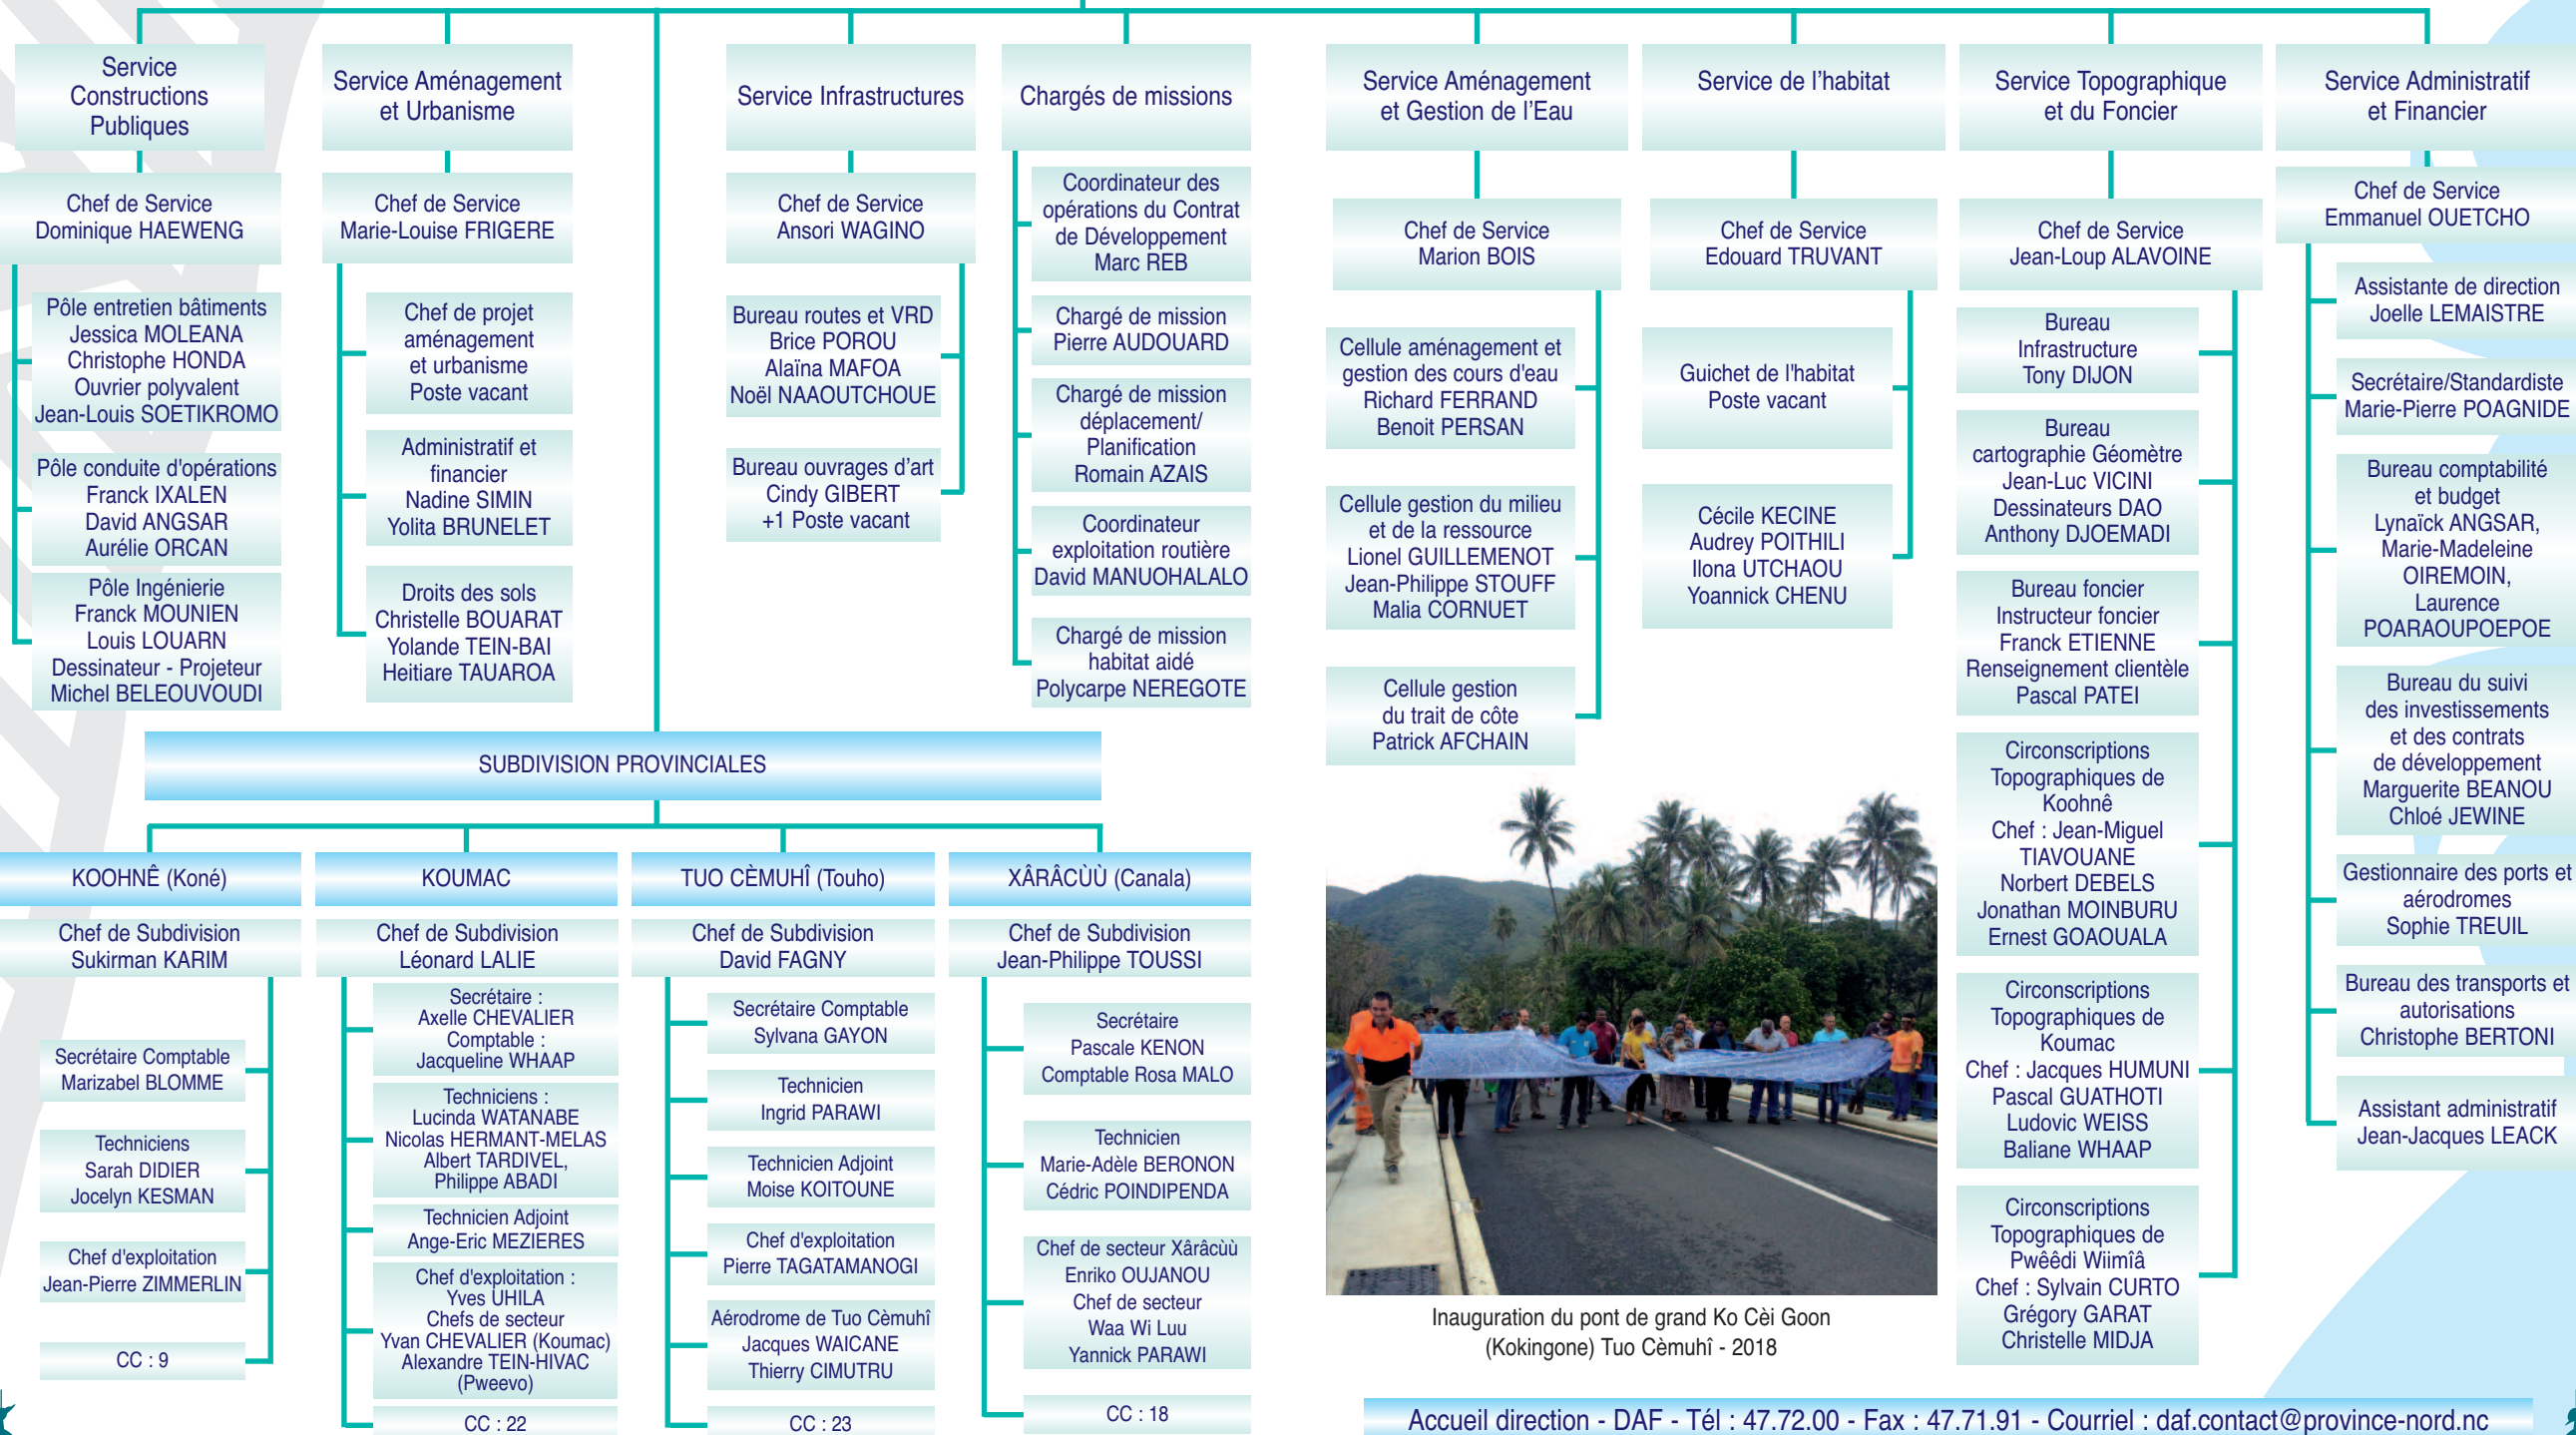 Service
Constructions
Publiques
Chef de Service
Dominique HAEWENG
Pôle entretien bâtiments
Jessica MOLEANA
Christophe HONDA
Ouvrier polyvalent
Jean-Louis SOETIKROMO
Pôle conduite d'opérations
Franck IXALEN
David ANGSAR
Aurélie ORCAN
Pôle Ingénierie
Franck MOUNIEN
Louis LOUARN
Dessinateur - Projeteur
Michel BELEOUVOUDI
Service Aménagement
et Urbanisme
Chef de Service
Marie-Louise FRIGERE
Chef de projet
aménagement
et urbanisme
Poste vacant
Administratif et
financier
Nadine SIMIN
Yolita BRUNELET
Droits des sols
Christelle BOUARAT
Yolande TEIN-BAI
Heitiare TAUAROA
Service Infrastructures
Chef de Service
Ansori WAGINO
Bureau routes et VRD
Brice POROU
Alaïna MAFOA
Noël NAAOUTCHOUE
Bureau ouvrages d’art
Cindy GIBERT
+1 Poste vacant
Chargés de missions
Coordinateur des
opérations du Contrat
de Développement
Marc REB
Chargé de mission
Pierre AUDOUARD
Chargé de mission
déplacement/
Planification
Romain AZAIS
Coordinateur
exploitation routière
David MANUOHALALO
Chargé de mission
habitat aidé
Polycarpe NEREGOTE
SUBDIVISION PROVINCIALES
KOOHNÊ (Koné)
Chef de Subdivision
Sukirman KARIM
Secrétaire Comptable
Marizabel BLOMME
Techniciens
Sarah DIDIER
Jocelyn KESMAN
Chef d'exploitation
Jean-Pierre ZIMMERLIN
CC : 9
KOUMAC
Chef de Subdivision
Léonard LALIE
Secrétaire :
Axelle CHEVALIER
Comptable :
Jacqueline WHAAP
Techniciens :
Lucinda WATANABE
Nicolas HERMANT-MELAS
Albert TARDIVEL,
Philippe ABADI
Technicien Adjoint
Ange-Eric MEZIERES
Chef d'exploitation :
Yves UHILA
Chefs de secteur
Yvan CHEVALIER (Koumac)
Alexandre TEIN-HIVAC
(Pweevo)
CC : 22
TUO CÈMUHÎ (Touho)
Chef de Subdivision
David FAGNY
Secrétaire Comptable
Sylvana GAYON
Technicien
Ingrid PARAWI
Technicien Adjoint
Moise KOITOUNE
Chef d'exploitation
Pierre TAGATAMANOGI
Aérodrome de Tuo Cèmuhî
Jacques WAICANE
Thierry CIMUTRU
CC : 23
XÂRÂCÙÙ (Canala)
Chef de Subdivision
Jean-Philippe TOUSSI
Secrétaire
Pascale KENON
Comptable Rosa MALO
Technicien
Marie-Adèle BERONON
Cédric POINDIPENDA
Chef de secteur Xârâcùù
Enriko OUJANOU
Chef de secteur
Waa Wi Luu
Yannick PARAWI
CC : 18
Service Aménagement
et Gestion de l’Eau
Chef de Service
Marion BOIS
Cellule aménagement et
gestion des cours d'eau
Richard FERRAND
Benoit PERSAN
Cellule gestion du milieu
et de la ressource
Lionel GUILLEMENOT
Jean-Philippe STOUFF
Malia CORNUET
Cellule gestion
du trait de côte
Patrick AFCHAIN
Service de l’habitat
Chef de Service
Edouard TRUVANT
Guichet de l'habitat
Poste vacant
Cécile KECINE
Audrey POITHILI
Ilona UTCHAOU
Yoannick CHENU
Service Topographique
et du Foncier
Chef de Service
Jean-Loup ALAVOINE
Bureau
Infrastructure
Tony DIJON
Bureau
cartographie Géomètre
Jean-Luc VICINI
Dessinateurs DAO
Anthony DJOEMADI
Bureau foncier
Instructeur foncier
Franck ETIENNE
Renseignement clientèle
Pascal PATEI
Circonscriptions
Topographiques de
Koohnê
Chef : Jean-Miguel
TIAVOUANE
Norbert DEBELS
Jonathan MOINBURU
Ernest GOAOUALA
Circonscriptions
Topographiques de
Koumac
Chef : Jacques HUMUNI
Pascal GUATHOTI
Ludovic WEISS
Baliane WHAAP
Circonscriptions
Topographiques de
Pwêêdi Wiimîâ
Chef : Sylvain CURTO
Grégory GARAT
Christelle MIDJA
Service Administratif
et Financier
Chef de Service
Emmanuel OUETCHO
Assistante de direction
Joelle LEMAISTRE
Secrétaire/Standardiste
Marie-Pierre POAGNIDE
Bureau comptabilité
et budget
Lynaïck ANGSAR,
Marie-Madeleine
OIREMOIN,
Laurence
POARAOUPOEPOE
Bureau du suivi
des investissements
et des contrats
de développement
Marguerite BEANOU
Chloé JEWINE
Gestionnaire des ports et
aérodromes
Sophie TREUIL
Bureau des transports et
autorisations
Christophe BERTONI
Assistant administratif
Jean-Jacques LEACK
Inauguration du pont de grand Ko Cèi Goon
(Kokingone) Tuo Cèmuhî - 2018
Accueil direction - DAF - Tél : 47.72.00 - Fax : 47.71.91 - Courriel : daf.contact@province-nord.nc